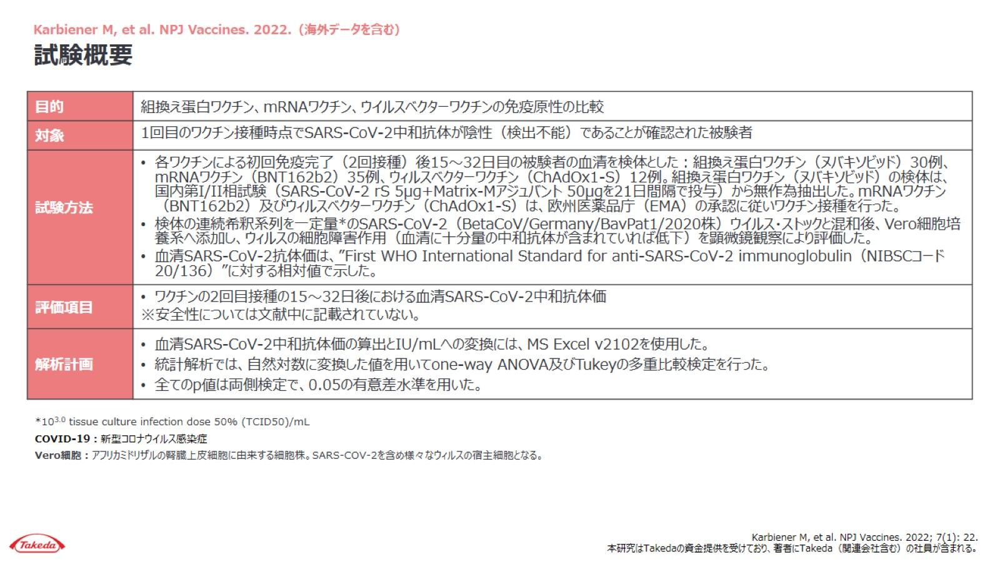 Karbiener M, et al. NPJ Vaccines. 2022.（海外データを含む）
試験概要
目的
組換え蛋白ワクチン、mRNAワクチン、ウイルスベクターワクチンの免疫原性の比較
対象
1回目のワクチン接種時点でSARS-CoV-2中和抗体が陰性（検出不能）であることが確認された被験者
試験方法
• 各ワクチンによる初回免疫完了（2回接種）後15～32日目の被験者の血清を検体とした：組換え蛋白ワクチン（ヌバキソビッド）30例、
mRNAワクチン（BNT162b2）35例、ウィルスベクターワクチン（ChAdOx1-S）12例。組換え蛋白ワクチン（ヌバキソビッド）の検体は、
国内第I/II相試験（SARS-CoV-2 rS 5μg+Matrix-Mアジュバント 50μgを21日間隔で投与）から無作為抽出した。mRNAワクチン
（BNT162b2）及びウィルスベクターワクチン（ChAdOx1-S）は、欧州医薬品庁（EMA）の承認に従いワクチン接種を行った。
• 検体の連続希釈系列を一定量*のSARS-CoV-2（BetaCoV/Germany/BavPat1/2020株）ウイルス・ストックと混和後、Vero細胞培
養系へ添加し、ウィルスの細胞障害作用（血清に十分量の中和抗体が含まれていれば低下）を顕微鏡観察により評価した。
• 血清SARS-CoV-2抗体価は、”First WHO International Standard for anti-SARS-CoV-2 immunoglobulin（NIBSCコード
20/136）”に対する相対値で示した。
評価項目
• ワクチンの2回目接種の15～32日後における血清SARS-CoV-2中和抗体価
※安全性については文献中に記載されていない。
解析計画
• 血清SARS-CoV-2中和抗体価の算出とIU/mLへの変換には、MS Excel v2102を使用した。
• 統計解析では、自然対数に変換した値を用いてone-way ANOVA及びTukeyの多重比較検定を行った。
• 全てのp値は両側検定で、0.05の有意差水準を用いた。
*10³·⁰ tissue culture infection dose 50% (TCID50)/mL
COVID-19：新型コロナウイルス感染症
Vero細胞：アフリカミドリザルの腎臓上皮細胞に由来する細胞株。SARS-COV-2を含め様々なウィルスの宿主細胞となる。
Takeda
Karbiener M, et al. NPJ Vaccines. 2022; 7(1): 22.
本研究はTakedaの資金提供を受けており、著者にTakeda（関連会社含む）の社員が含まれる。